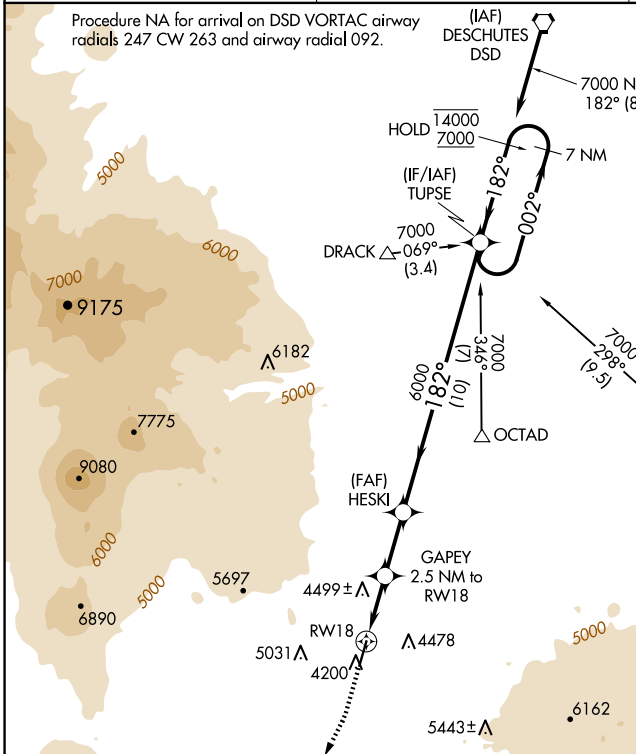 Procedure NA for arrival on DSD VORTAC airway
radials 247 CW 263 and airway radial 092.
(IAF)
DESCHUTES
DSD
7000 N
182° (8
HOLD
14000
7000
7 NM
182°
002°
(IF/IAF)
TUPSE
DRACK
7000
069°
(3.4)
5000
6000
7000
9175
6182
5000
7000
346°
(7)
7000
298°
(9.5)
6000
182°
(10)
OCTAD
7775
9080
(FAF)
HESKI
6000
5000
5697
6890
GAPEY
2.5 NM to
RW18
4499±
RW18
4478
5031
4200
5000
6162
5443±